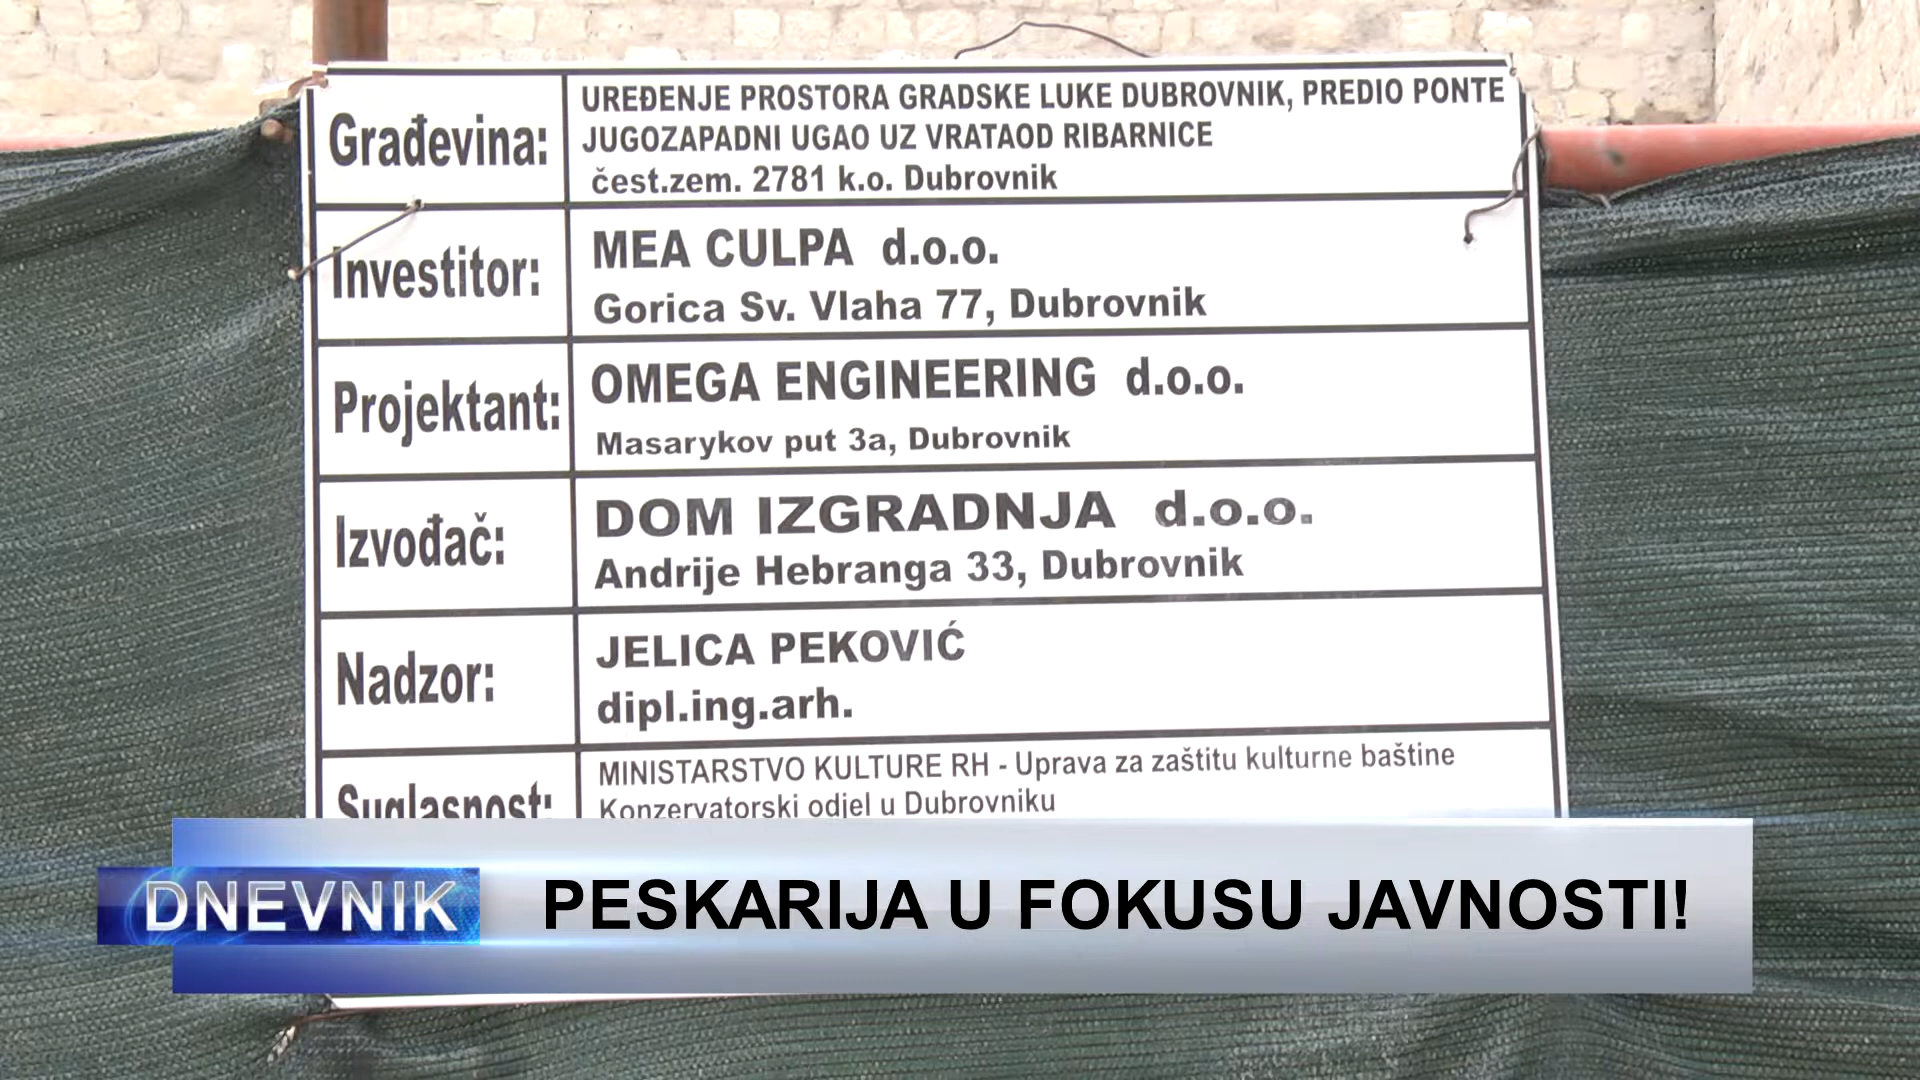 Građevina:
UREĐENJE PROSTORA GRADSKE LUKE DUBROVNIK, PREDIO PONTE
JUGOZAPADNI UGAO UZ VRATAOD RIBARNICE
čest.zem. 2781 k.o. Dubrovnik
Investitor:
MEA CULPA d.o.o.
Gorica Sv. Vlaha 77, Dubrovnik
Projektant:
OMEGA ENGINEERING d.o.o.
Masarykov put 3a, Dubrovnik
Izvođač:
DOM IZGRADNJA d.o.o.
Andrije Hebranga 33, Dubrovnik
Nadzor:
JELICA PEKOVIĆ
dipl.ing.arh.
Suglasnost:
MINISTARSTVO KULTURE RH - Uprava za zaštitu kulturne baštine
Konzervatorski odjel u Dubrovniku
DNEVNIK
PESKARIJA U FOKUSU JAVNOSTI!